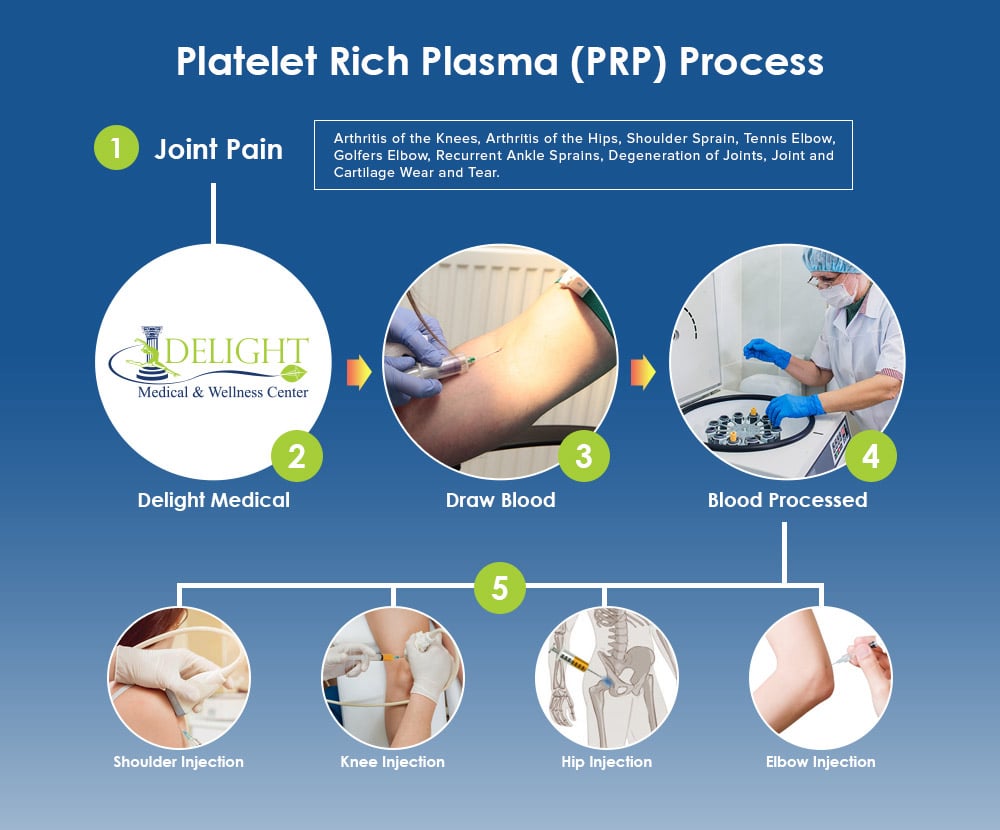 Platelet Rich Plasma (PRP) Process
1
Joint Pain
Arthritis of the Knees, Arthritis of the Hips, Shoulder Sprain, Tennis Elbow,
Golfers Elbow, Recurrent Ankle Sprains, Degeneration of Joints, Joint and
Cartilage Wear and Tear.
DELIGHT
Medical & Wellness Center
2
3
4
Delight Medical
Draw Blood
Blood Processed
5
Shoulder Injection
Knee Injection
Hip Injection
Elbow Injection